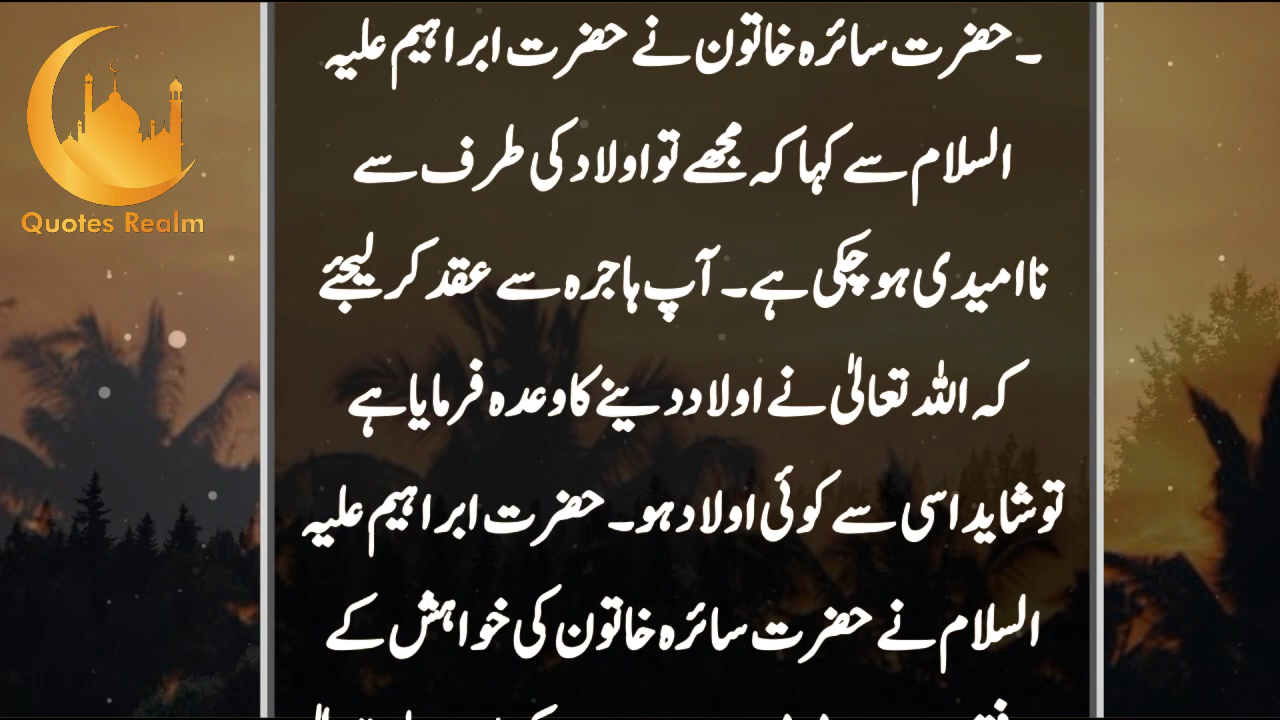 ۔ حضرت سائرہ خاتون نے حضرت ابراہیم علیہ
السلام سے کہا کہ مجھے تو اولاد کی طرف سے
ناامیدی ہو چکی ہے۔ آپ ہاجرہ سے عقد کر لیجئے
کہ اللہ تعالیٰ نے اولاد دینے کا وعدہ فرمایا ہے
تو شاید اسی سے کوئی اولاد ہو۔ حضرت ابراہیم علیہ
السلام نے حضرت سائرہ خاتون کی خواہش کے
Quotes Realm